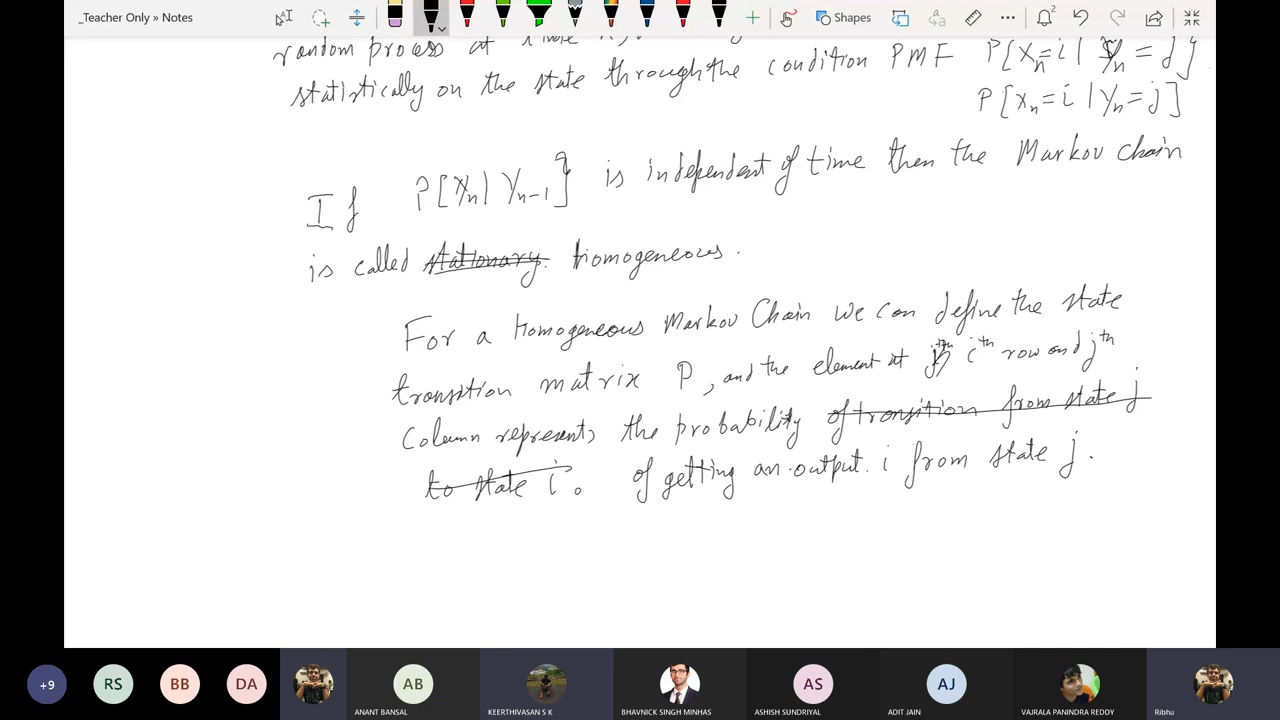 _Teacher Only » Notes
Shapes
random process at
statistically on the state through the condition PMF P[Xn=i | Yn = j]
P[xn=i | Yn=j]
If P[Xn | Yn-1] is independent of time then the Markov Chain
is called stationary. homogeneous.
For a Homogeneous Markov Chain we can define the state
transition matrix P, and the element at ith row and jth
Column represents the probability of transition from state j
to state i. of getting an output i from state j.
+9 RS BB DA AB AS AJ
ANANT BANSAL KEERTHIVASAN S K BHAVNICK SINGH MINHAS ASHISH SUNDRIYAL ADIT JAIN VAJRALA PANINDRA REDDY Ribhu